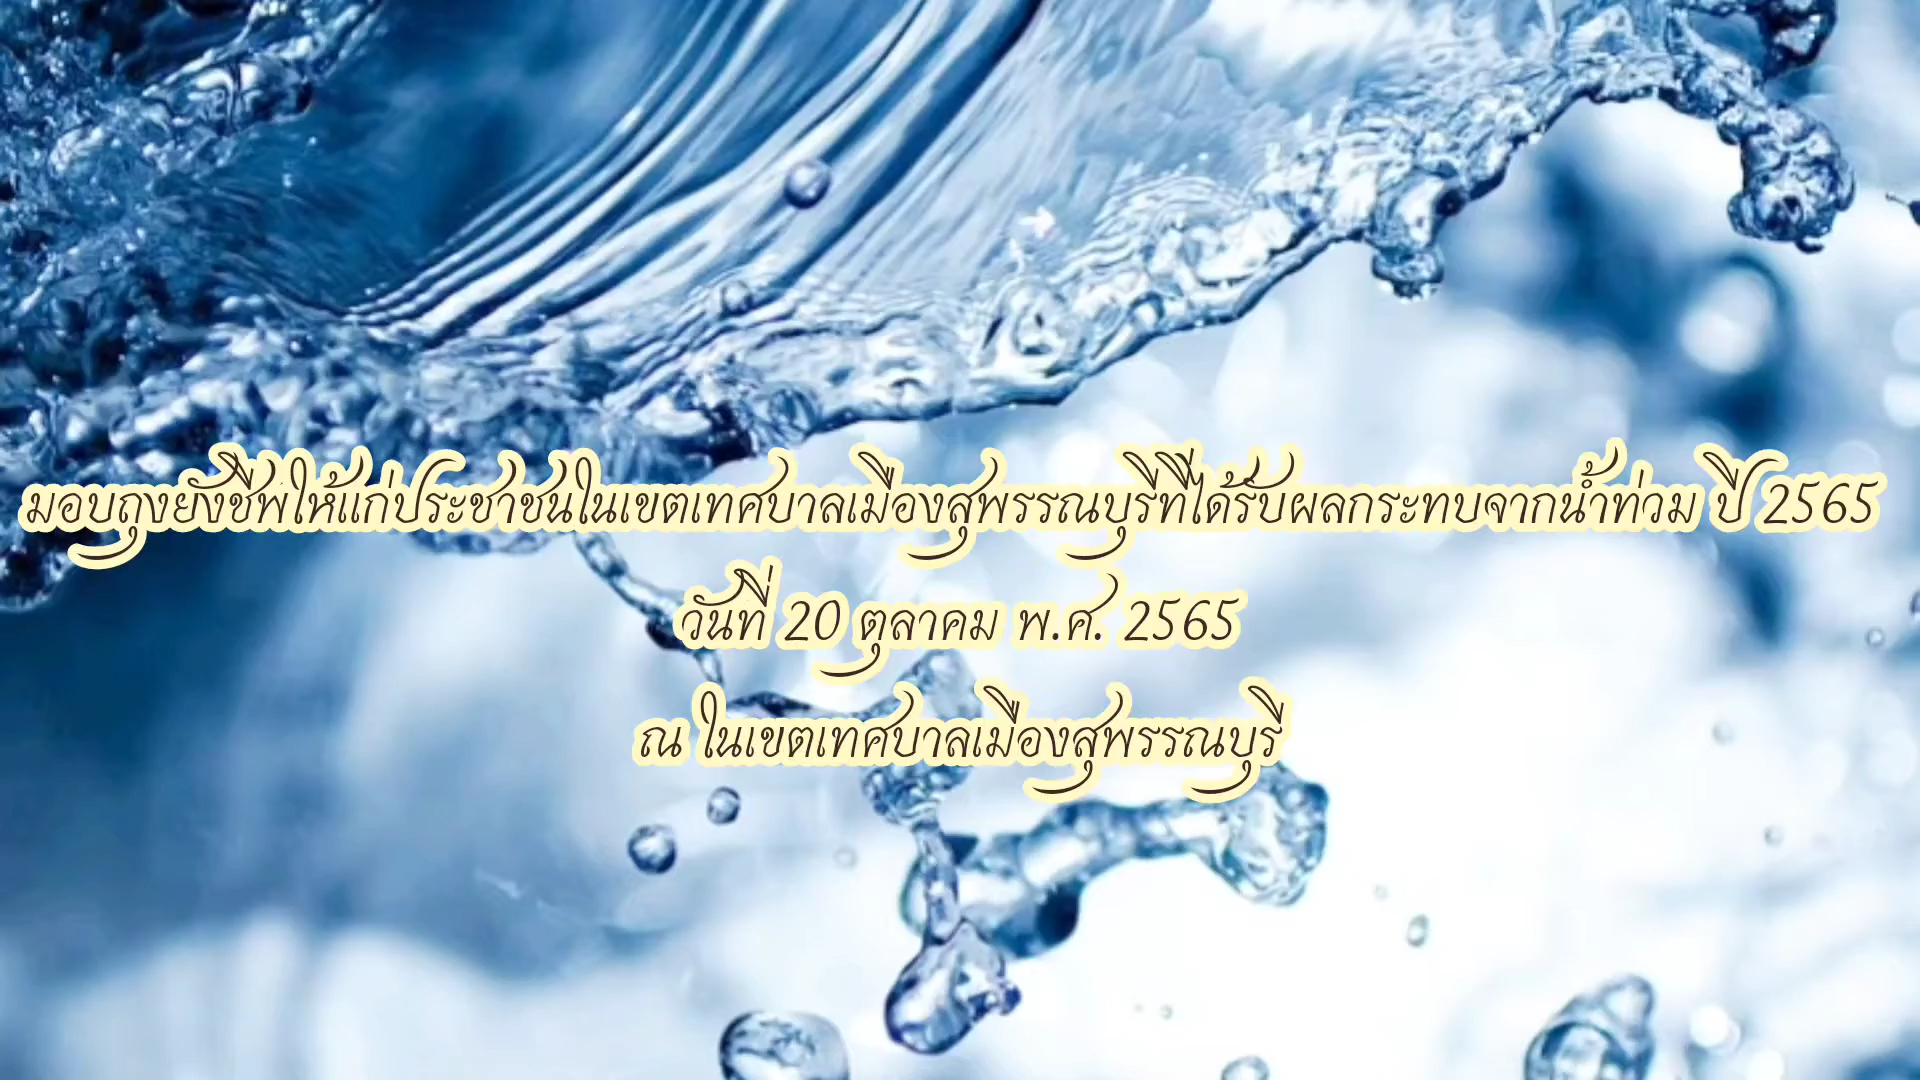 มอบถุงยังชีพให้แก่ประชาชนในเขตเทศบาลเมืองสุพรรณบุรีที่ได้รับผลกระทบจากน้ำท่วม ปี 2565
วันที่ 20 ตุลาคม พ.ศ. 2565
ณ ในเขตเทศบาลเมืองสุพรรณบุรี